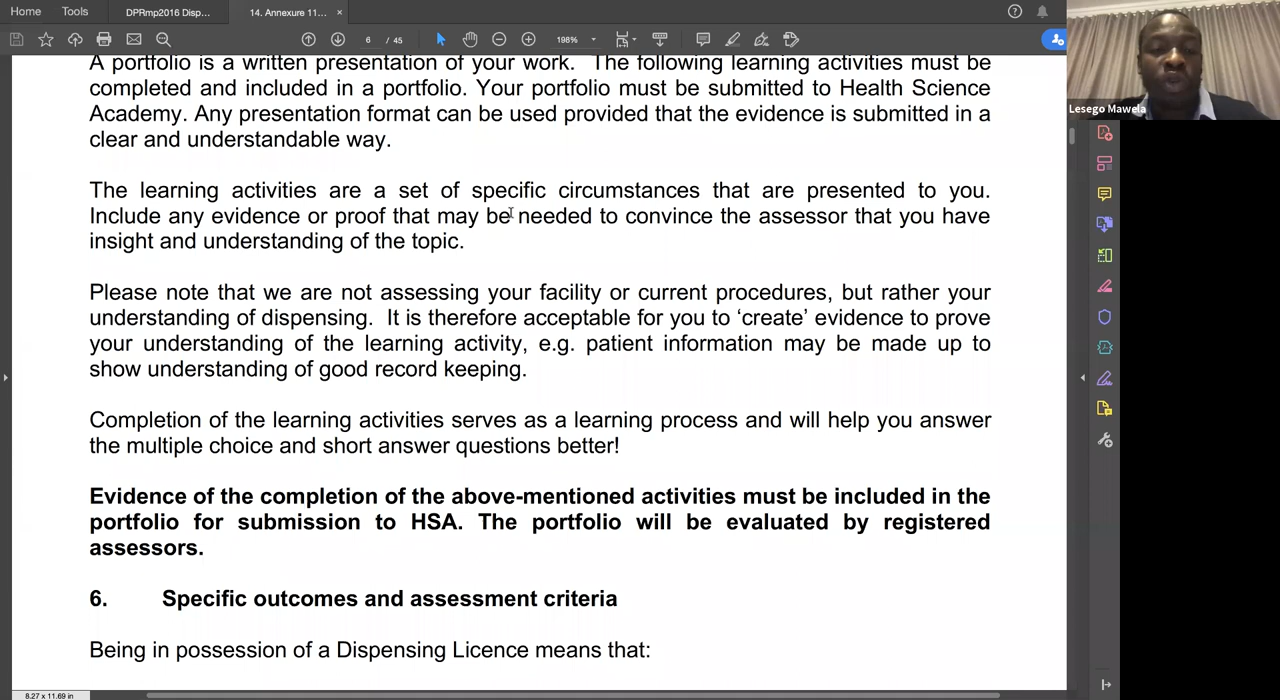 Home Tools DPRmp2016 Disp... 14. Annexure 11... ×
6 / 45 198%
A portfolio is a written presentation of your work. The following learning activities must be
completed and included in a portfolio. Your portfolio must be submitted to Health Science
Academy. Any presentation format can be used provided that the evidence is submitted in a
clear and understandable way.
The learning activities are a set of specific circumstances that are presented to you.
Include any evidence or proof that may be needed to convince the assessor that you have
insight and understanding of the topic.
Please note that we are not assessing your facility or current procedures, but rather your
understanding of dispensing. It is therefore acceptable for you to ‘create’ evidence to prove
your understanding of the learning activity, e.g. patient information may be made up to
show understanding of good record keeping.
Completion of the learning activities serves as a learning process and will help you answer
the multiple choice and short answer questions better!
Evidence of the completion of the above-mentioned activities must be included in the
portfolio for submission to HSA. The portfolio will be evaluated by registered
assessors.
6. Specific outcomes and assessment criteria
Being in possession of a Dispensing Licence means that:
8.27 x 11.69 in
Lesego Mawela